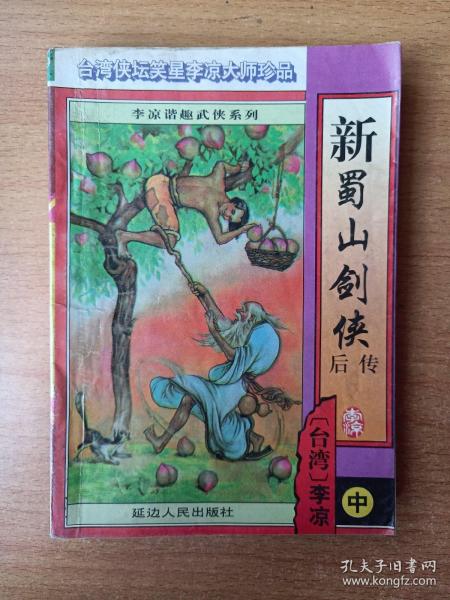 台湾侠坛笑星李凉大师珍品
李凉谐趣武侠系列
新蜀山剑侠
后传
李凉
〔台湾〕李凉
中
延边人民出版社
孔夫子旧书网
www.kongfz.com